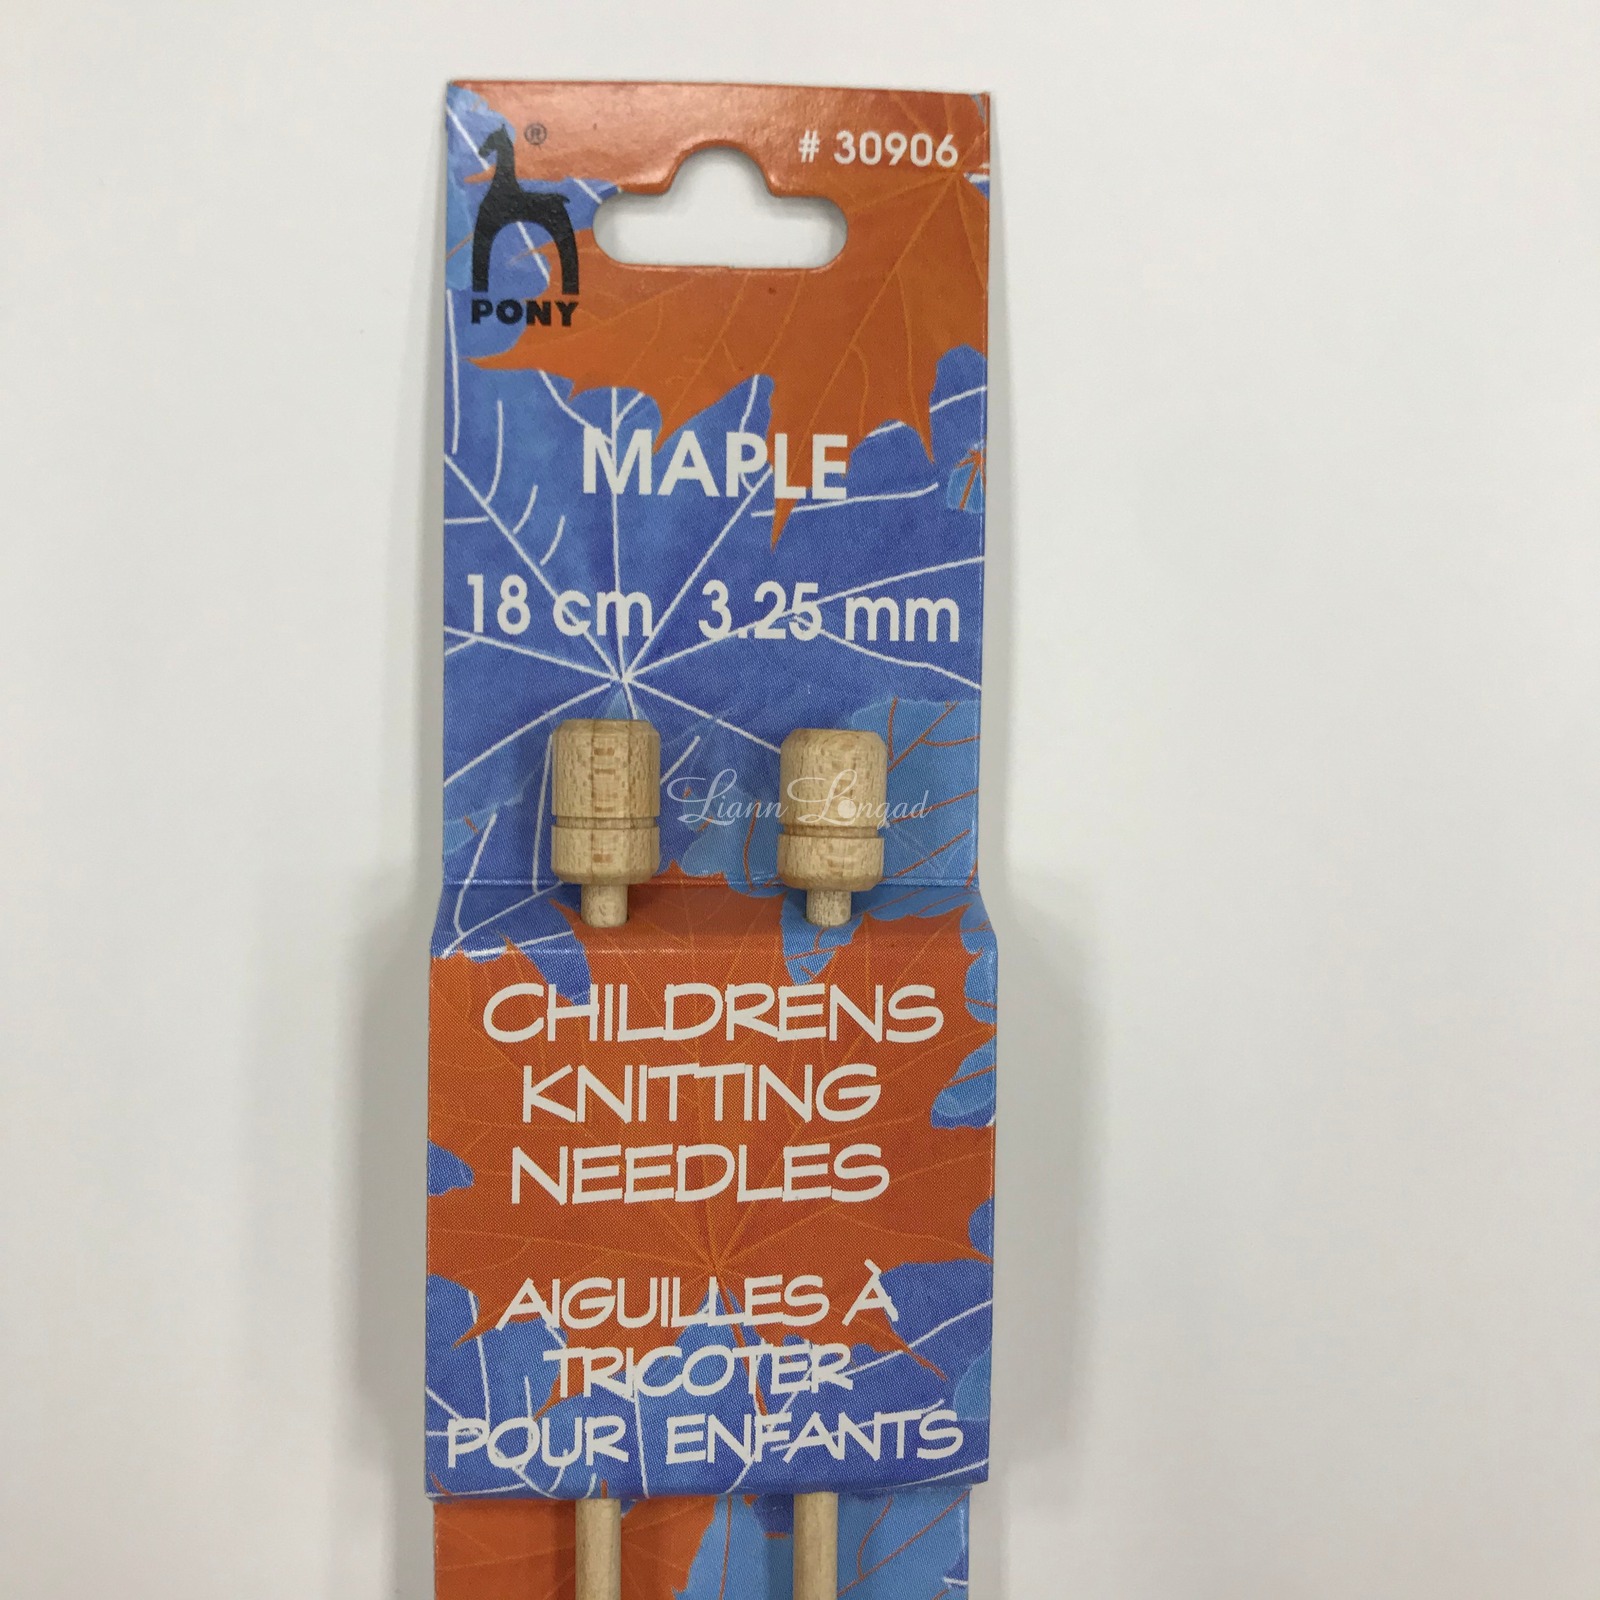 # 30906
®
PONY
MAPLE
18 cm 3.25 mm
Liann Longad
CHILDRENS
KNITTING
NEEDLES
AIGUILLES À
TRICOTER
POUR ENFANTS